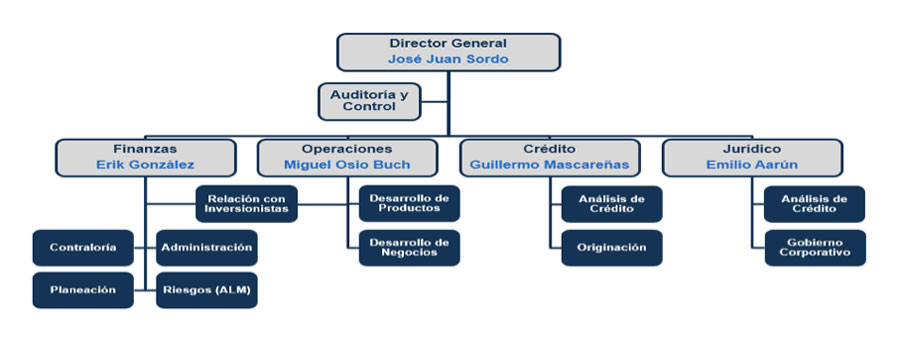 Director General
José Juan Sordo
Auditoría y
Control
Finanzas
Erik González
Operaciones
Miguel Osio Buch
Crédito
Guillermo Mascareñas
Jurídico
Emilio Aarún
Relación con
Inversionistas
Desarrollo de
Productos
Análisis de
Crédito
Análisis de
Crédito
Contraloría
Administración
Desarrollo de
Negocios
Originación
Gobierno
Corporativo
Planeación
Riesgos (ALM)